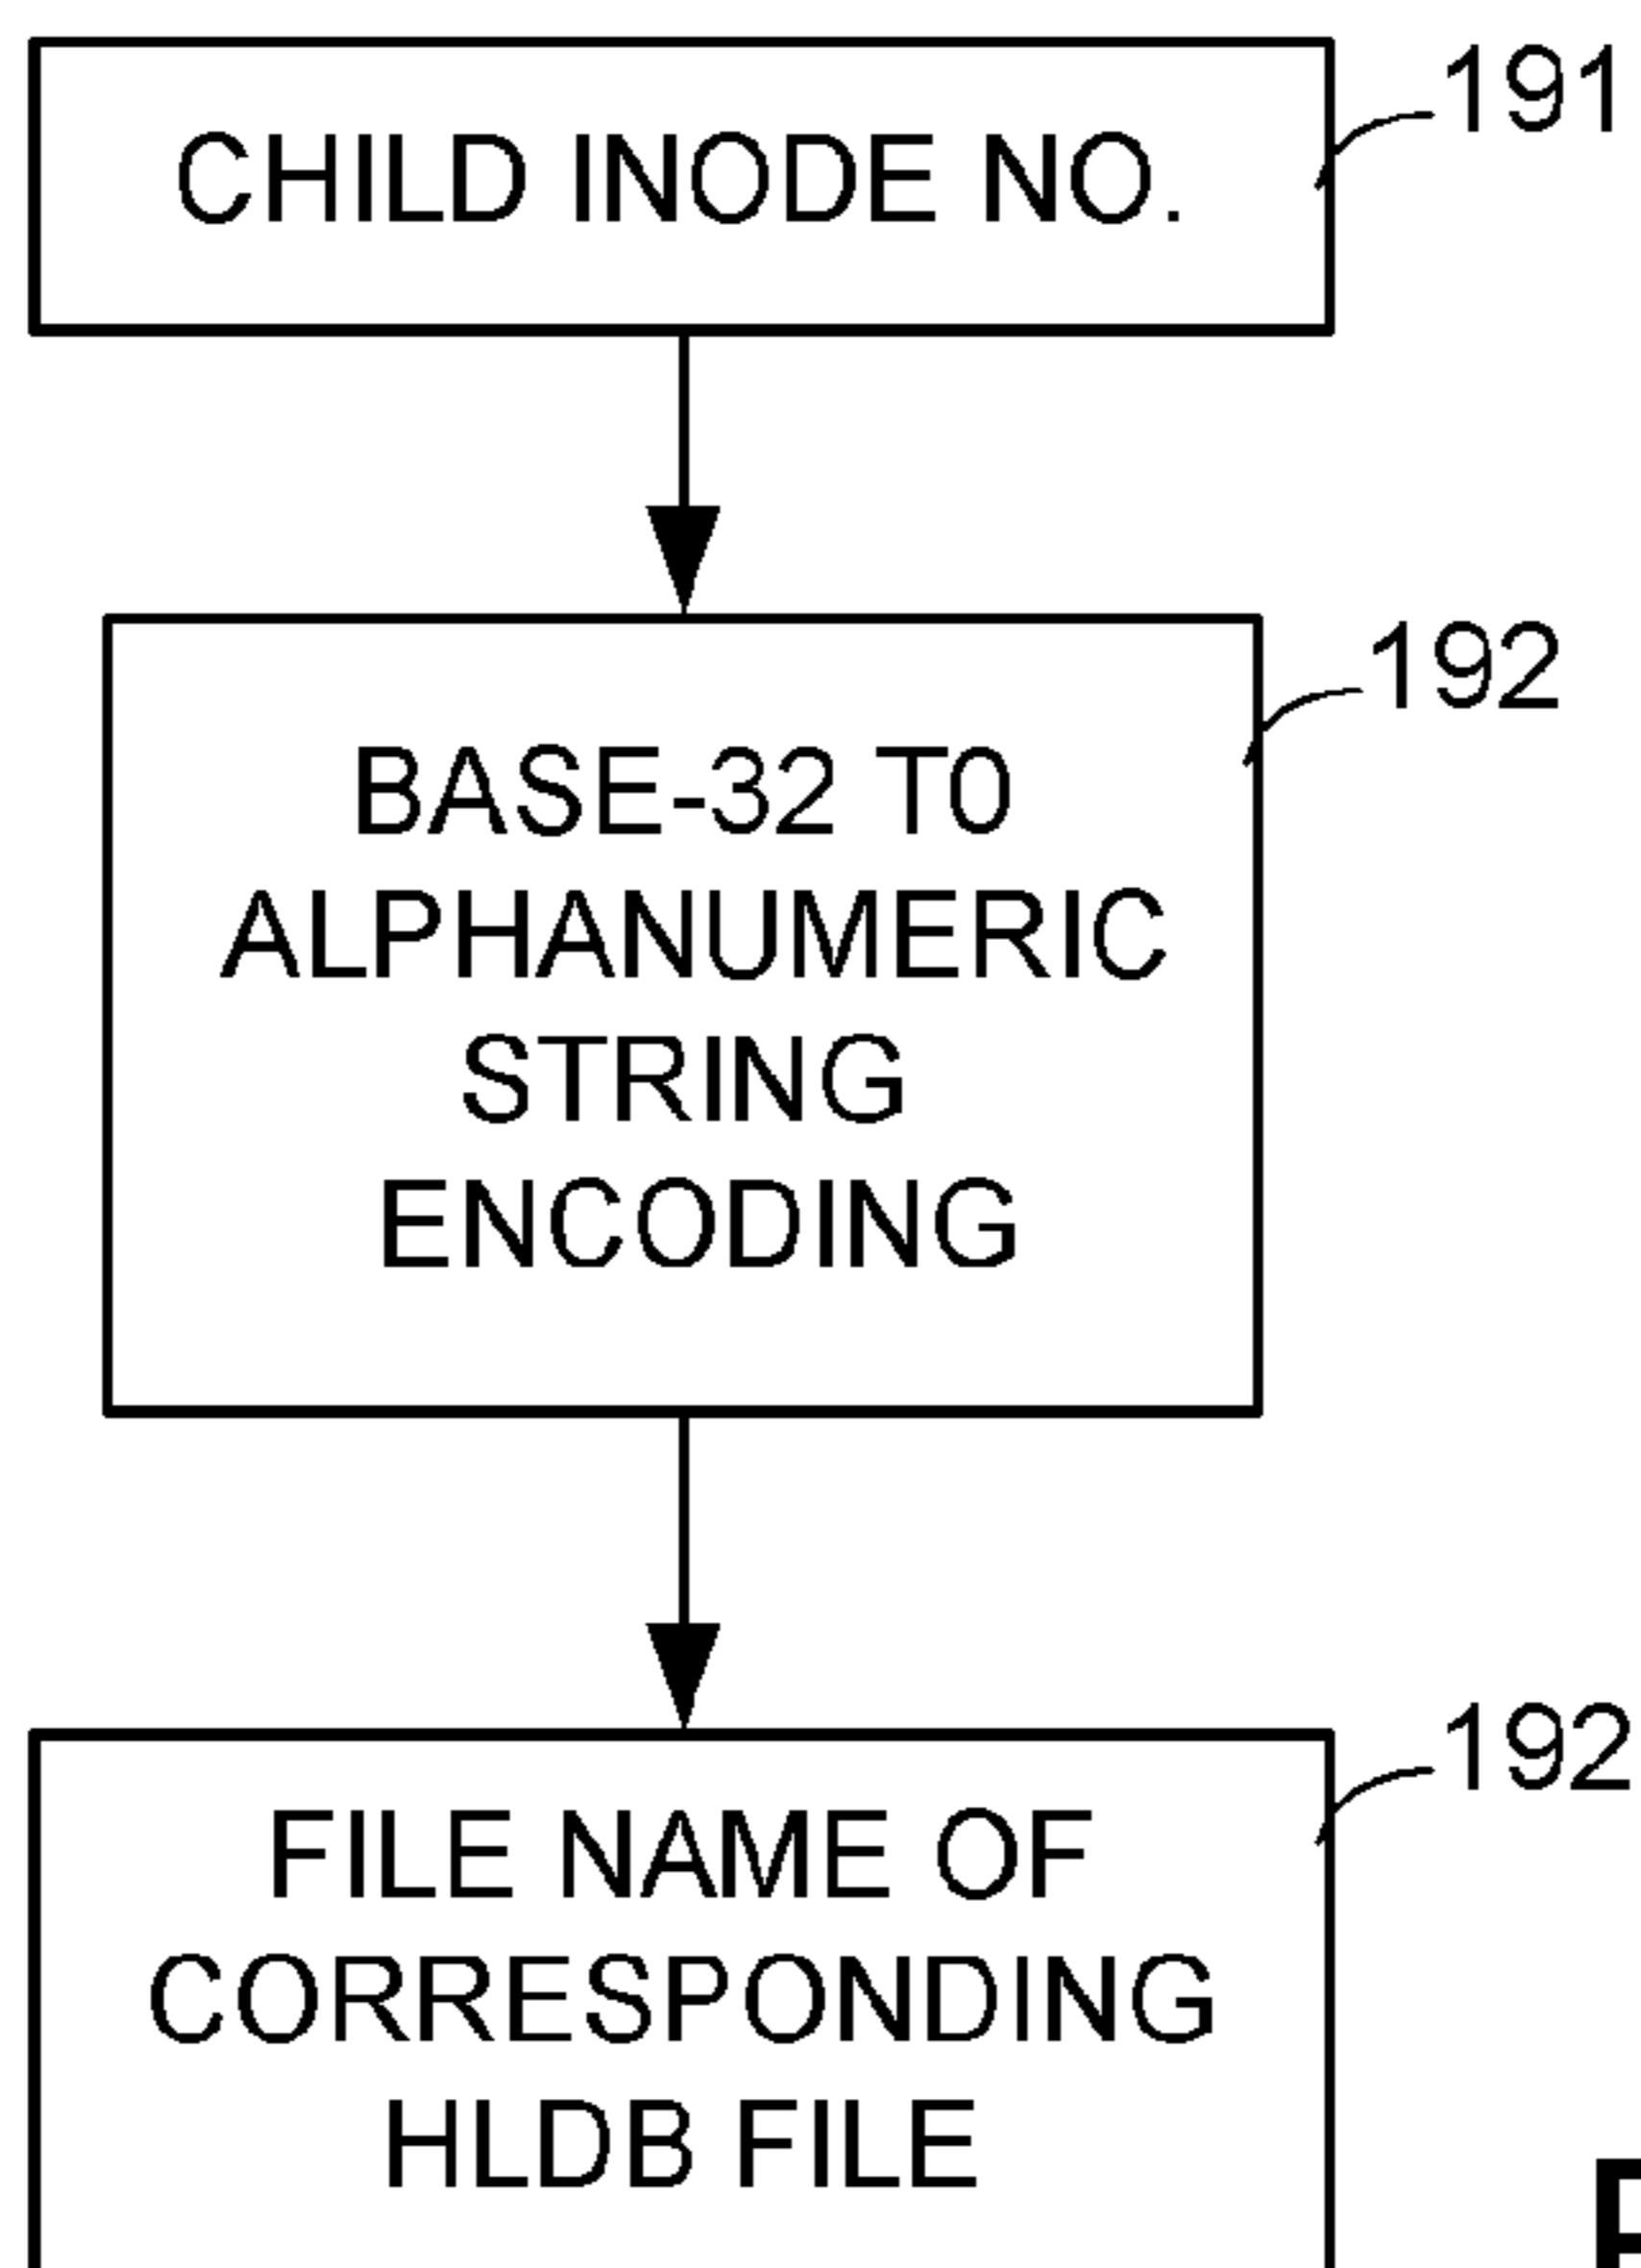 CHILD INODE NO.
191
192
BASE-32 T0
ALPHANUMERIC
STRING
ENCODING
192
FILE NAME OF
CORRESPONDING
HLDB FILE